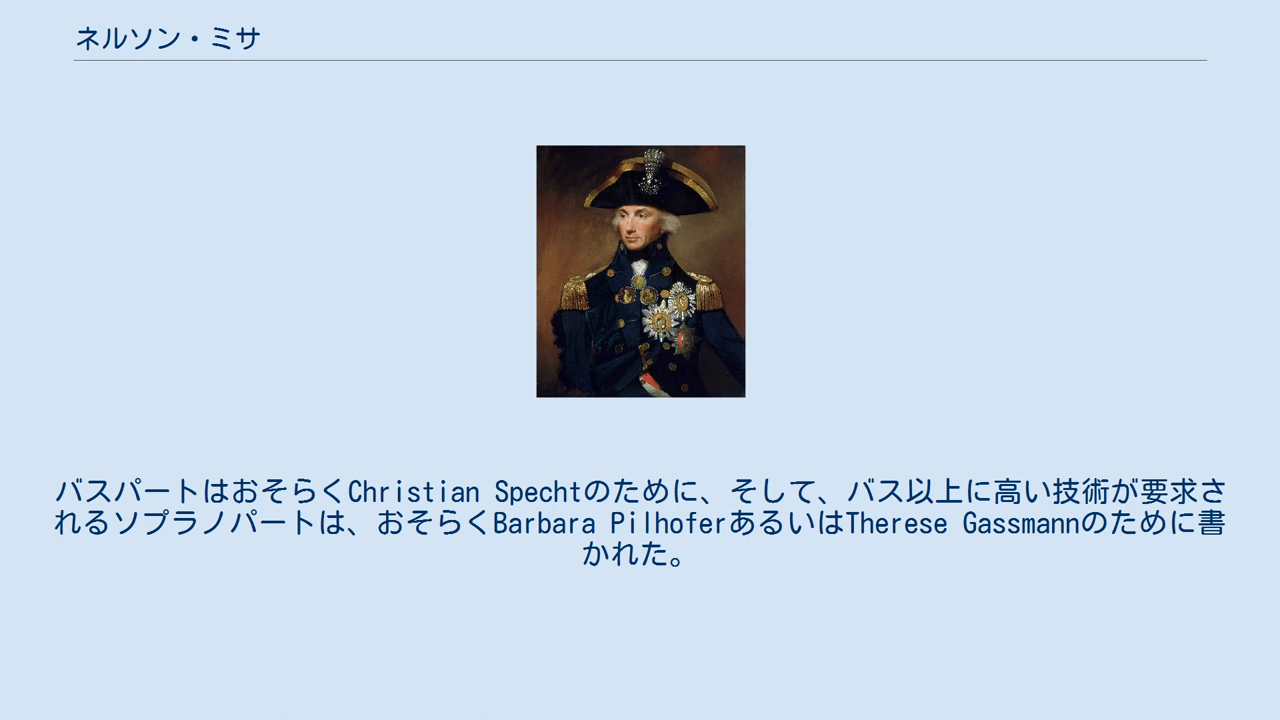 ネルソン・ミサ
バスパートはおそらくChristian Spechtのために、そして、バス以上に高い技術が要求さ
れるソプラノパートは、おそらくBarbara PilhoferあるいはTherese Gassmannのために書
かれた。